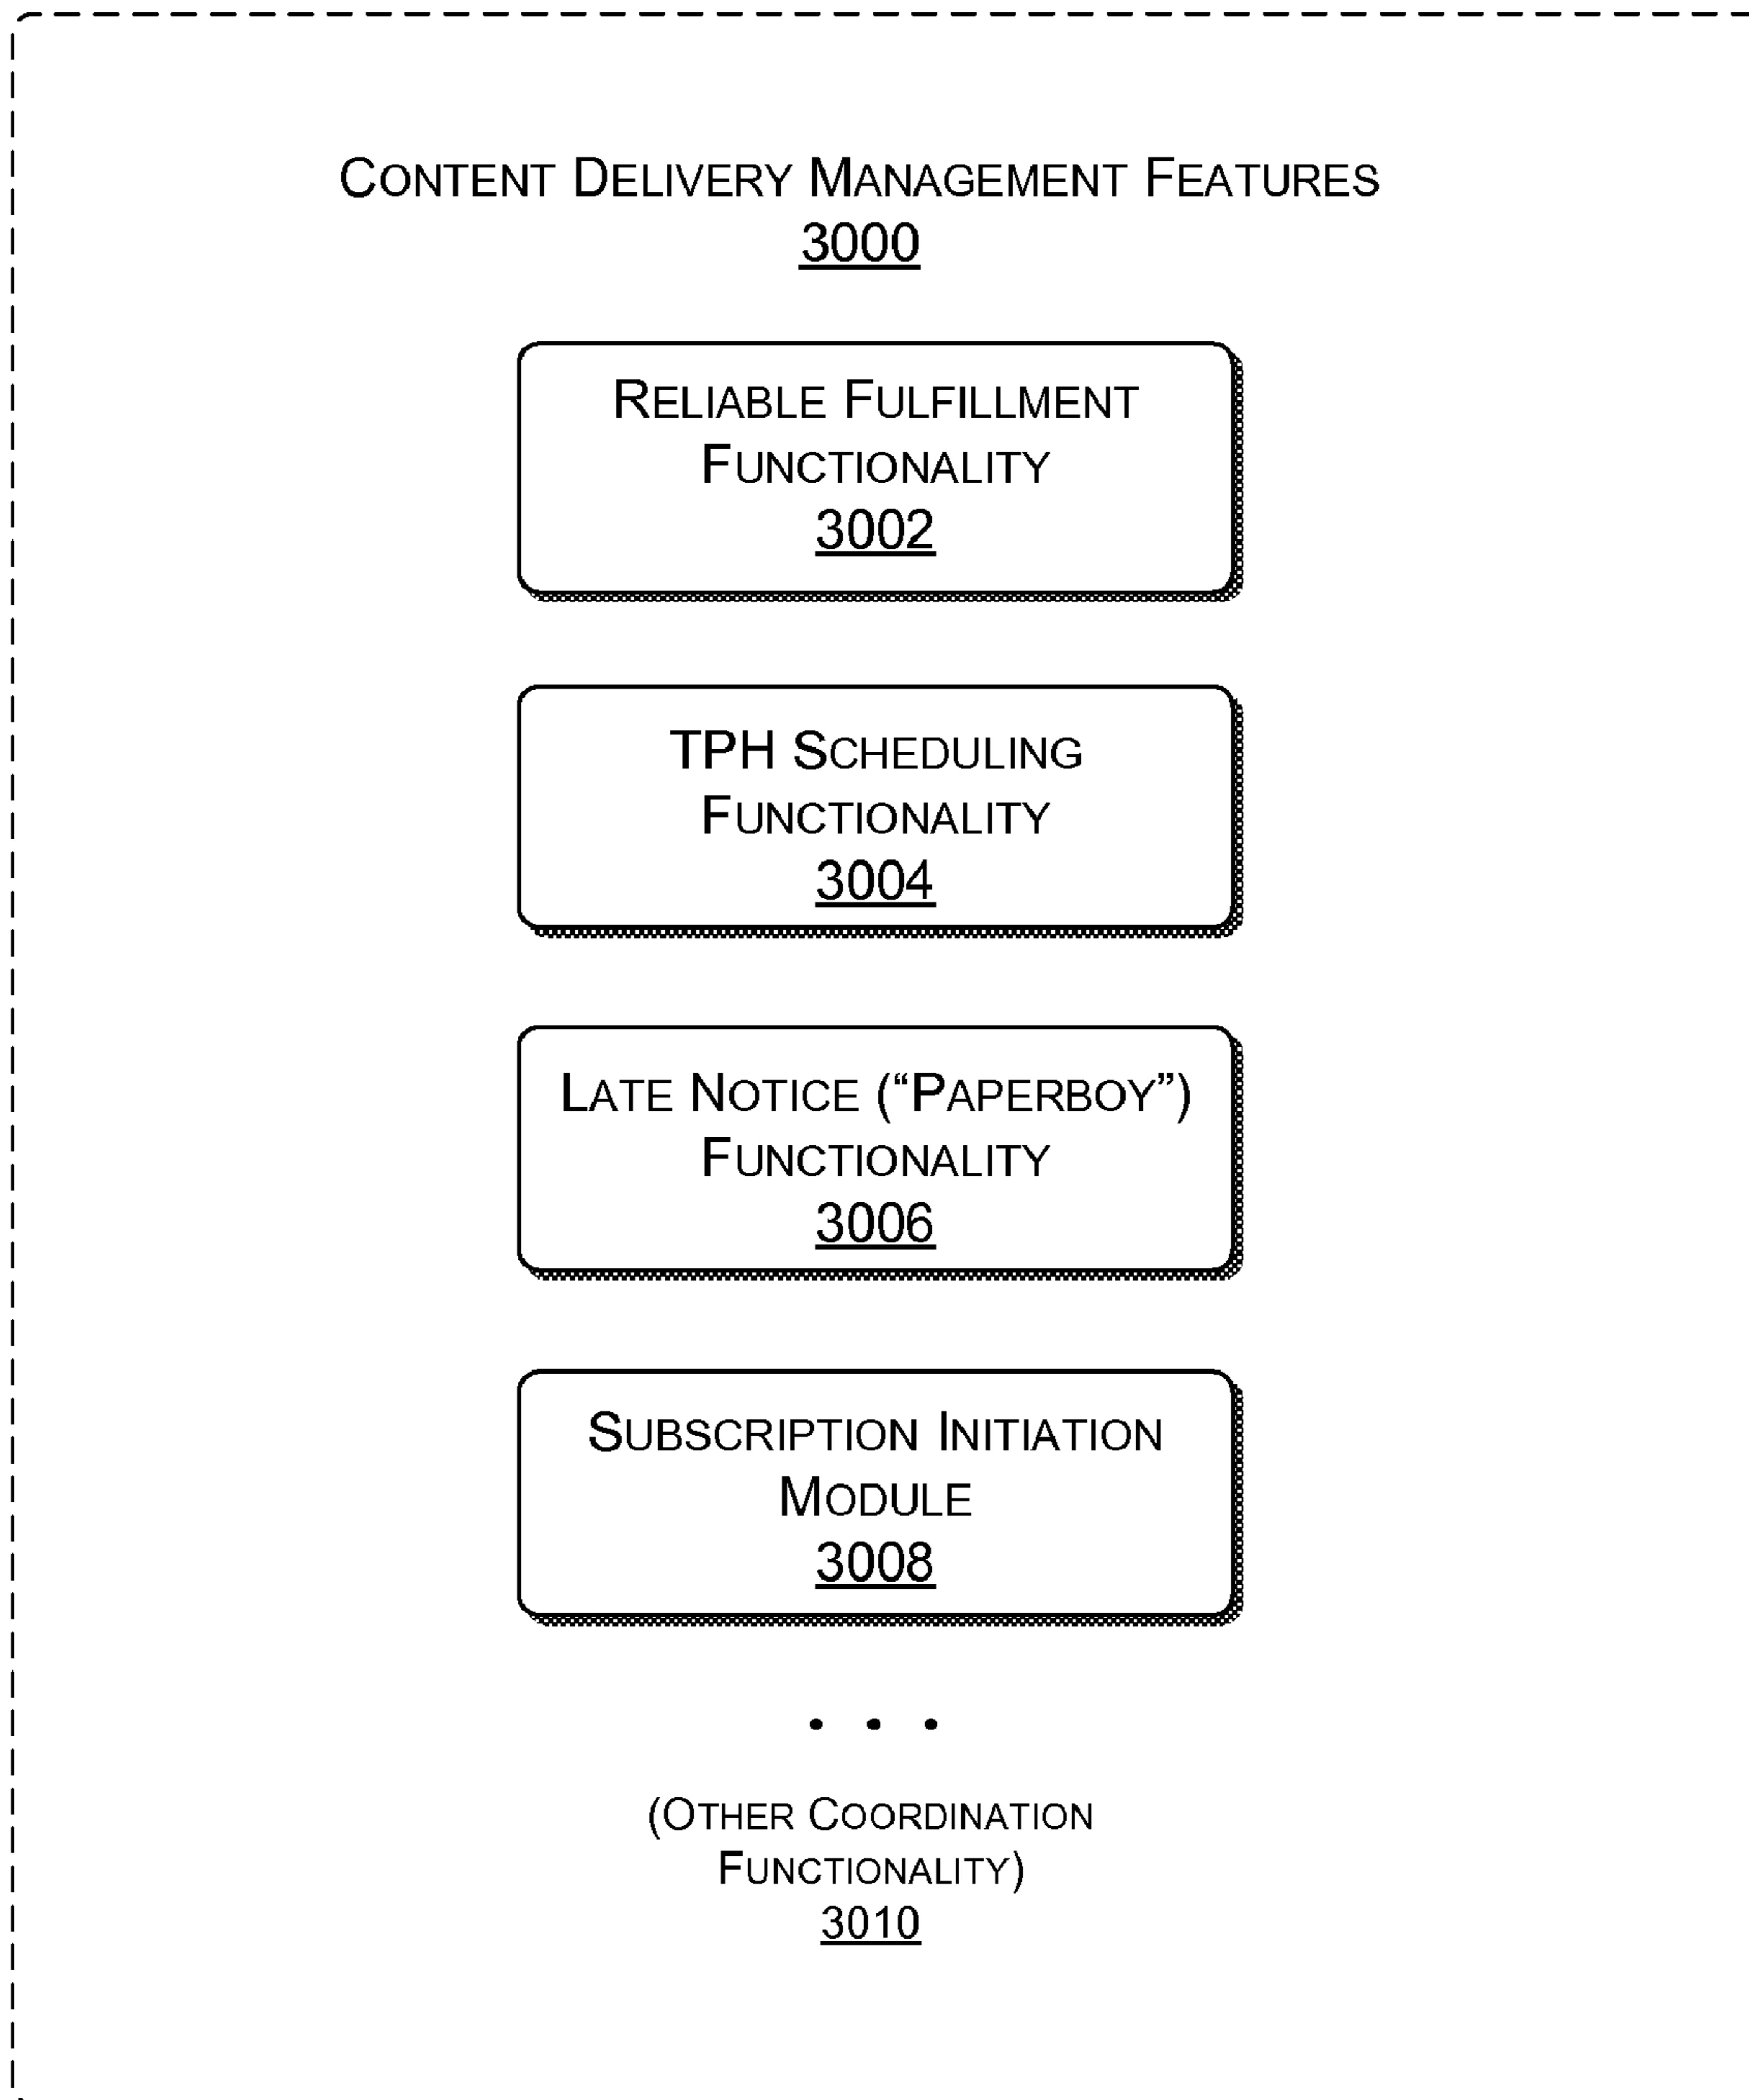 CONTENT DELIVERY MANAGEMENT FEATURES
3000
RELIABLE FULFILLMENT
FUNCTIONALITY
3002
TPH SCHEDULING
FUNCTIONALITY
3004
LATE NOTICE (“PAPERBOY”)
FUNCTIONALITY
3006
SUBSCRIPTION INITIATION
MODULE
3008
. . .
(OTHER COORDINATION
FUNCTIONALITY)
3010